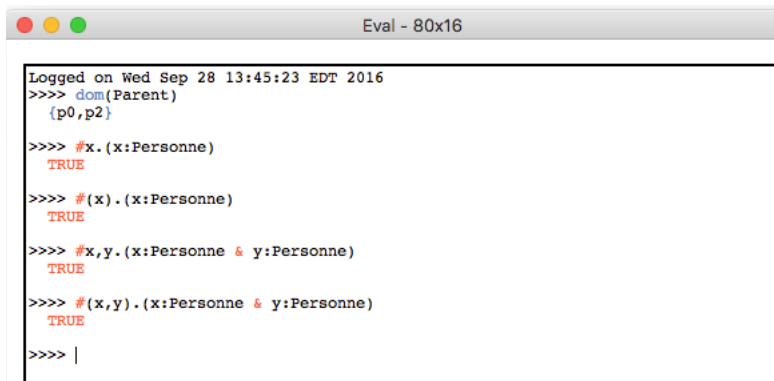 Eval - 80x16
Logged on Wed Sep 28 13:45:23 EDT 2016
>>>> dom(Parent)
{p0,p2}
>>>> #x.(x:Personne)
TRUE
>>>> #(x).(x:Personne)
TRUE
>>>> #x,y.(x:Personne & y:Personne)
TRUE
>>>> #(x,y).(x:Personne & y:Personne)
TRUE
>>>>